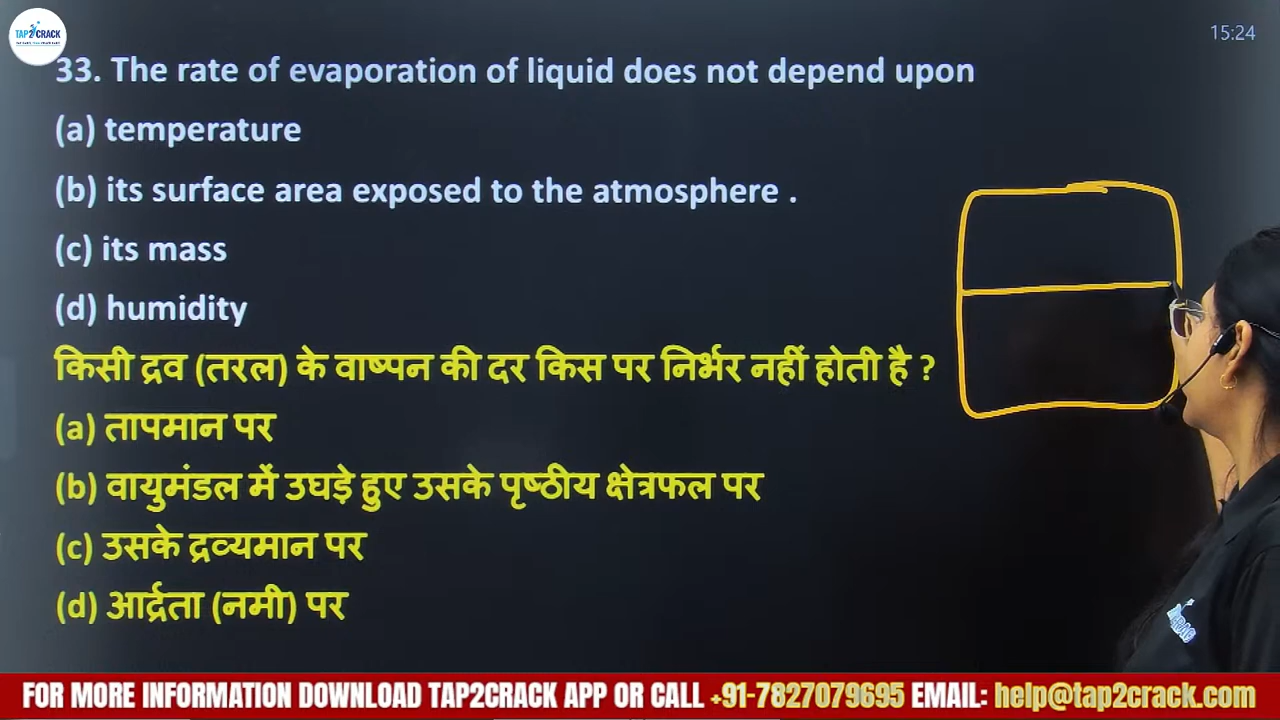 TAP2CRACK
15:24
33. The rate of evaporation of liquid does not depend upon
(a) temperature
(b) its surface area exposed to the atmosphere .
(c) its mass
(d) humidity
किसी द्रव (तरल) के वाष्पन की दर किस पर निर्भर नहीं होती है ?
(a) तापमान पर
(b) वायुमंडल में उघड़े हुए उसके पृष्ठीय क्षेत्रफल पर
(c) उसके द्रव्यमान पर
(d) आर्द्रता (नमी) पर
FOR MORE INFORMATION DOWNLOAD TAP2CRACK APP OR CALL +91-7827079695 EMAIL: help@tap2crack.com